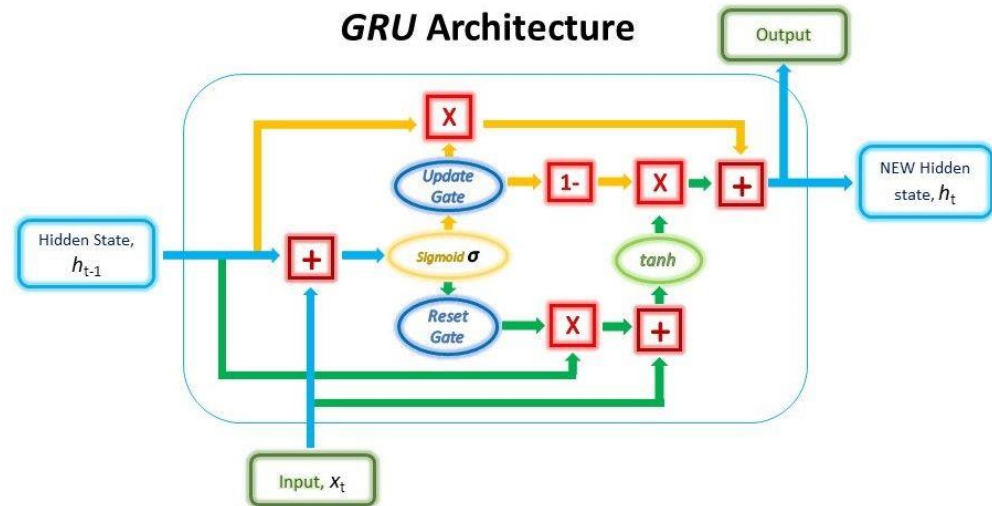 GRU Architecture
Output
X
Update
Gate
1-
X
+
NEW Hidden
state, hₜ
Hidden State,
hₜ₋₁
+
Sigmoid σ
tanh
Reset
Gate
X
+
Input, xₜ